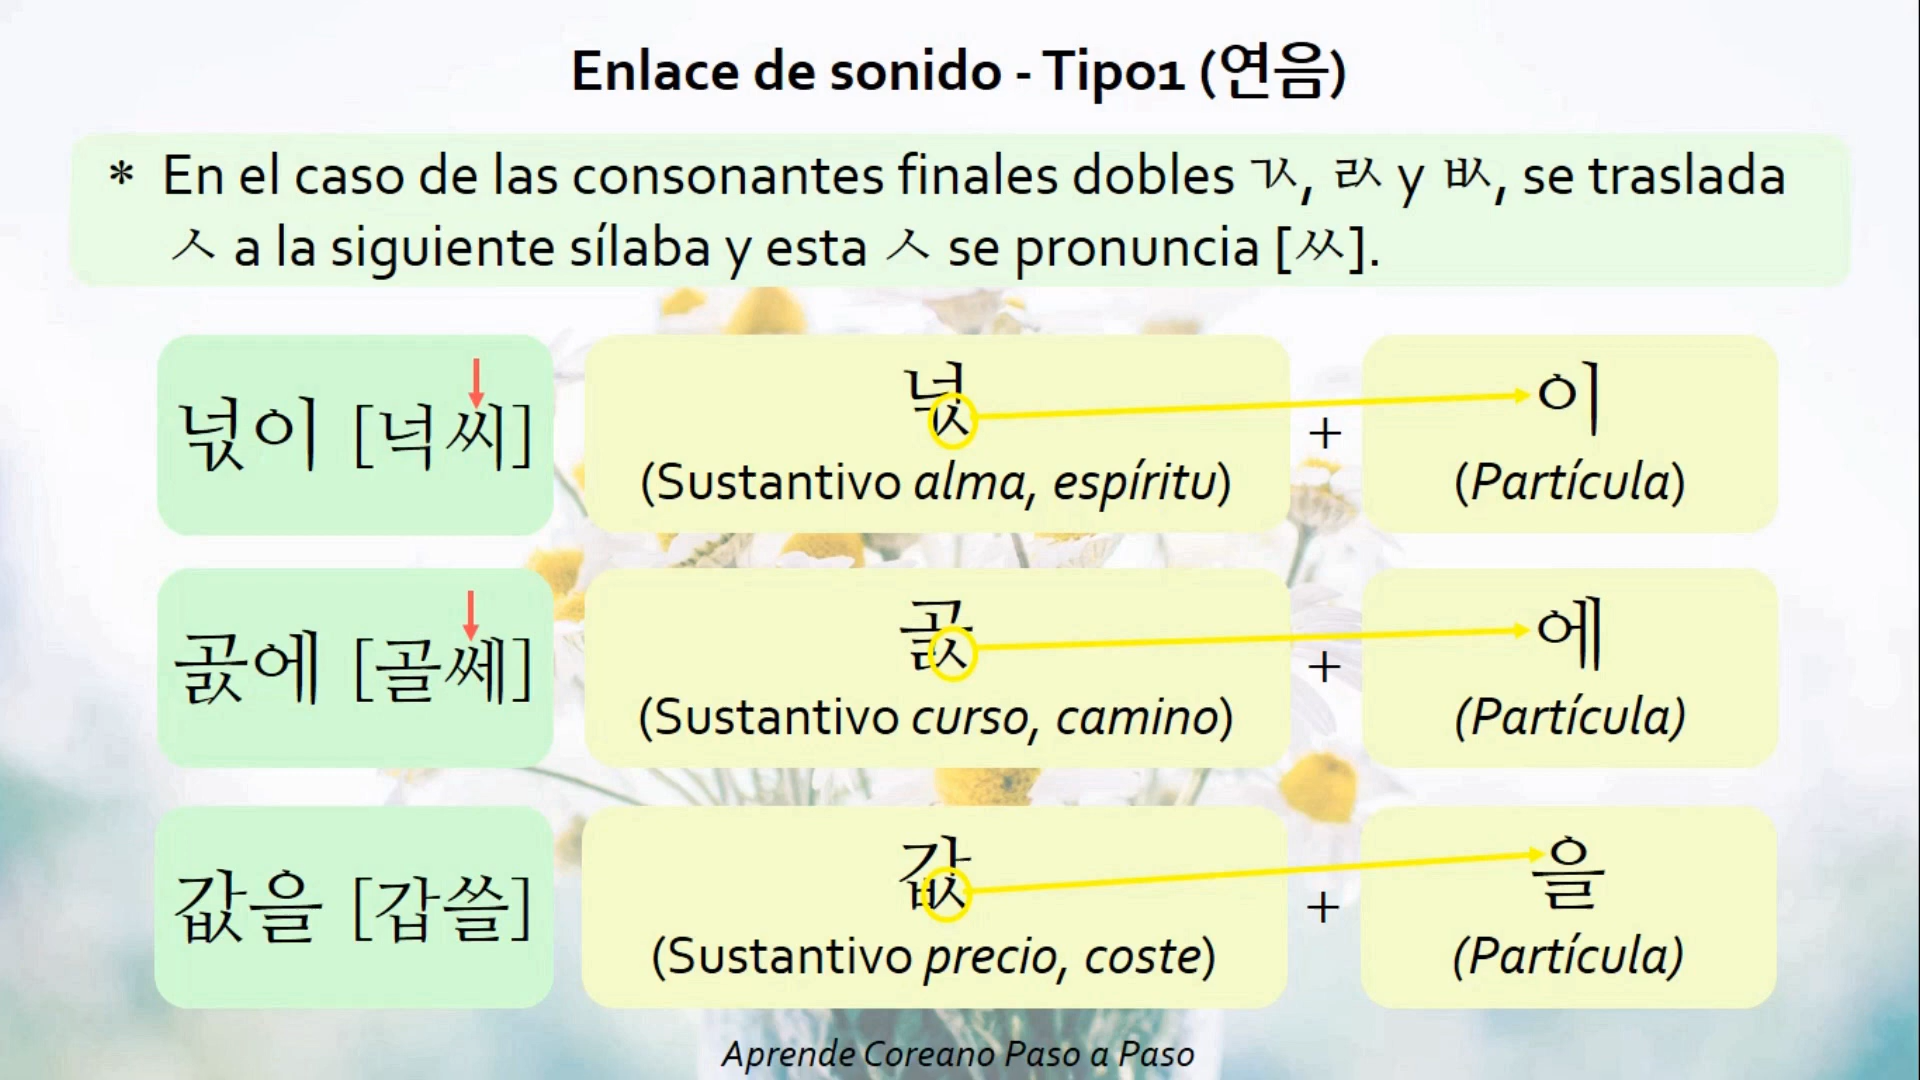 Enlace de sonido - Tipo1 (연음)
* En el caso de las consonantes finales dobles ㄳ, ㄽ y ㅄ, se traslada
ㅅ a la siguiente sílaba y esta ㅅ se pronuncia [ㅆ].
넋이 [넉씨]
넋
(Sustantivo alma, espíritu)
+
이
(Partícula)
곬에 [골쎄]
곬
(Sustantivo curso, camino)
+
에
(Partícula)
값을 [갑쓸]
값
(Sustantivo precio, coste)
+
을
(Partícula)
Aprende Coreano Paso a Paso